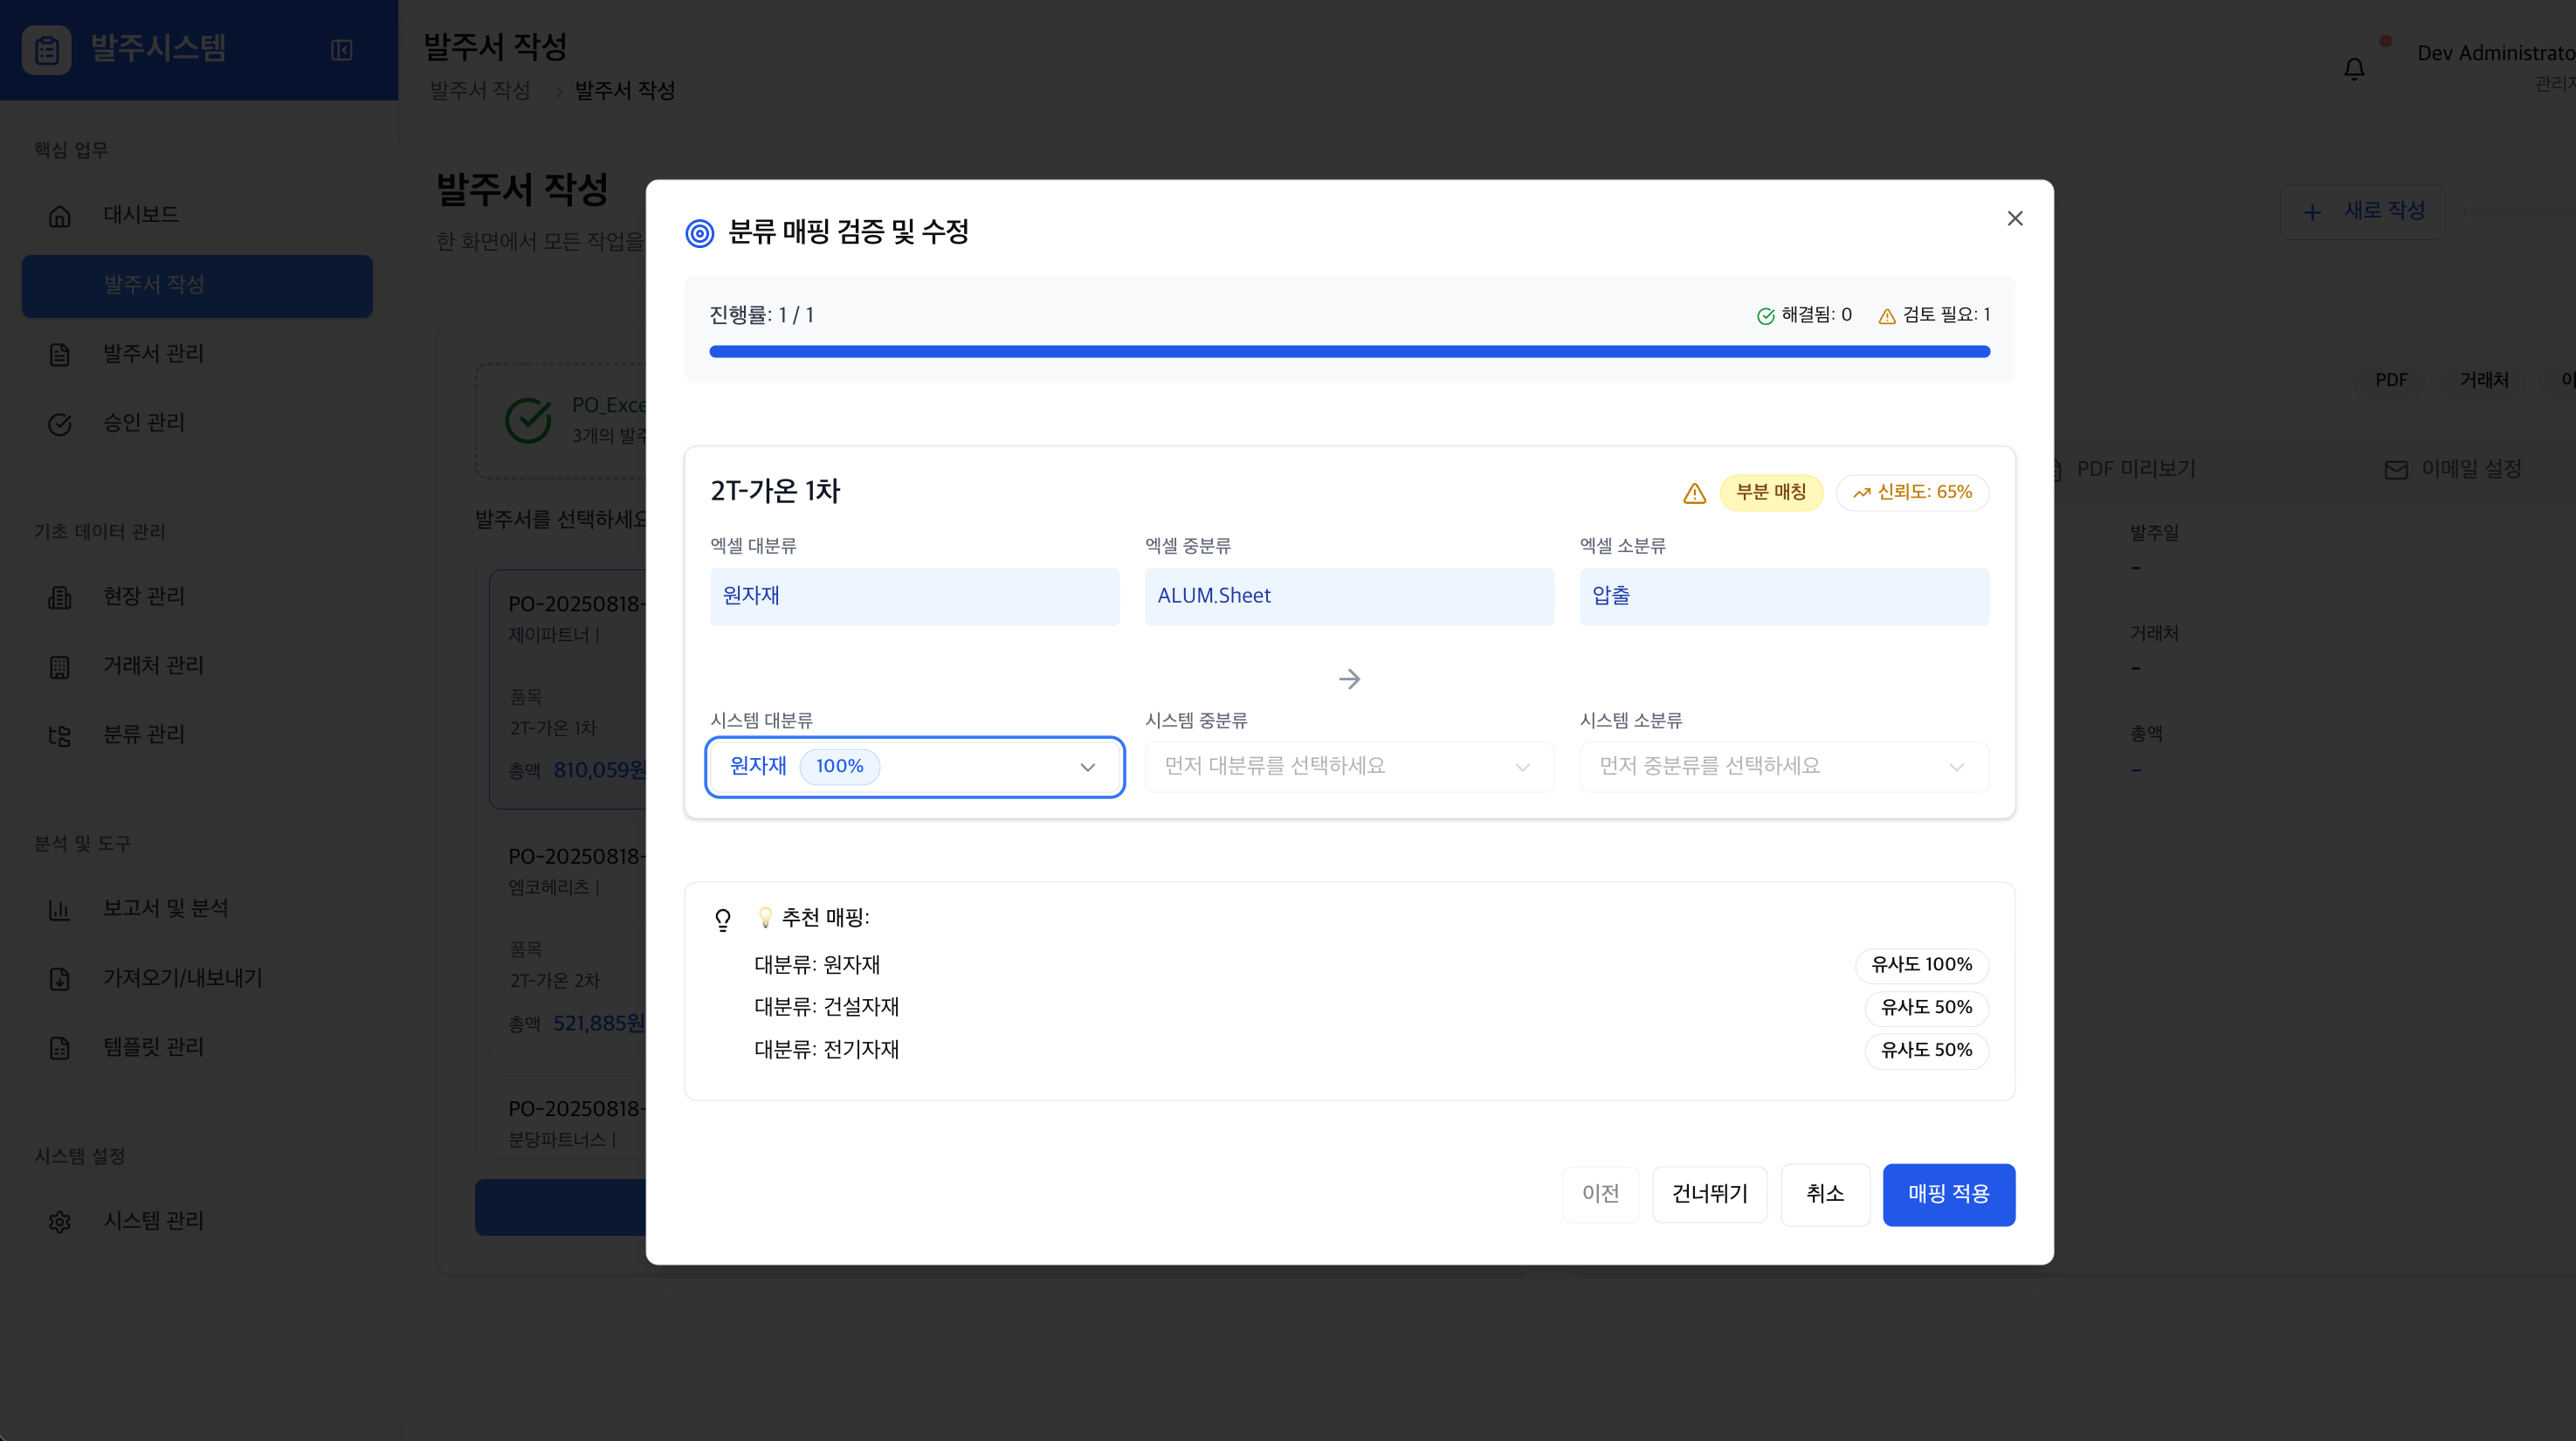 발주시스템
핵심 업무
대시보드
발주서 작성
발주서 관리
승인 관리
기초 데이터 관리
현장 관리
거래처 관리
분류 관리
분석 및 도구
보고서 및 분석
가져오기/내보내기
템플릿 관리
시스템 설정
시스템 관리
발주서 작성
발주서 작성 > 발주서 작성
Dev Administrato
관리자
발주서 작성
한 화면에서 모든 작업을
새로 작성
PO_Exce
3개의 발주
발주서를 선택하세요
PO-20250818-
제이파트너 |
품목
2T-가온 1차
총액 810,059원
PO-20250818-
엠코헤리츠 |
품목
2T-가온 2차
총액 521,885원
PO-20250818-
분당파트너스 |
분류 매핑 검증 및 수정
진행률: 1 / 1
해결됨: 0 검토 필요: 1
2T-가온 1차
부분 매칭 신뢰도: 65%
엑셀 대분류 엑셀 중분류 엑셀 소분류
원자재 ALUM.Sheet 압출
시스템 대분류 시스템 중분류 시스템 소분류
원자재 100% 먼저 대분류를 선택하세요 먼저 중분류를 선택하세요
💡 추천 매핑:
대분류: 원자재 유사도 100%
대분류: 건설자재 유사도 50%
대분류: 전기자재 유사도 50%
이전 건너뛰기 취소 매핑 적용
PDF 거래처 이
PDF 미리보기 이메일 설정
발주일
-
거래처
-
총액
-